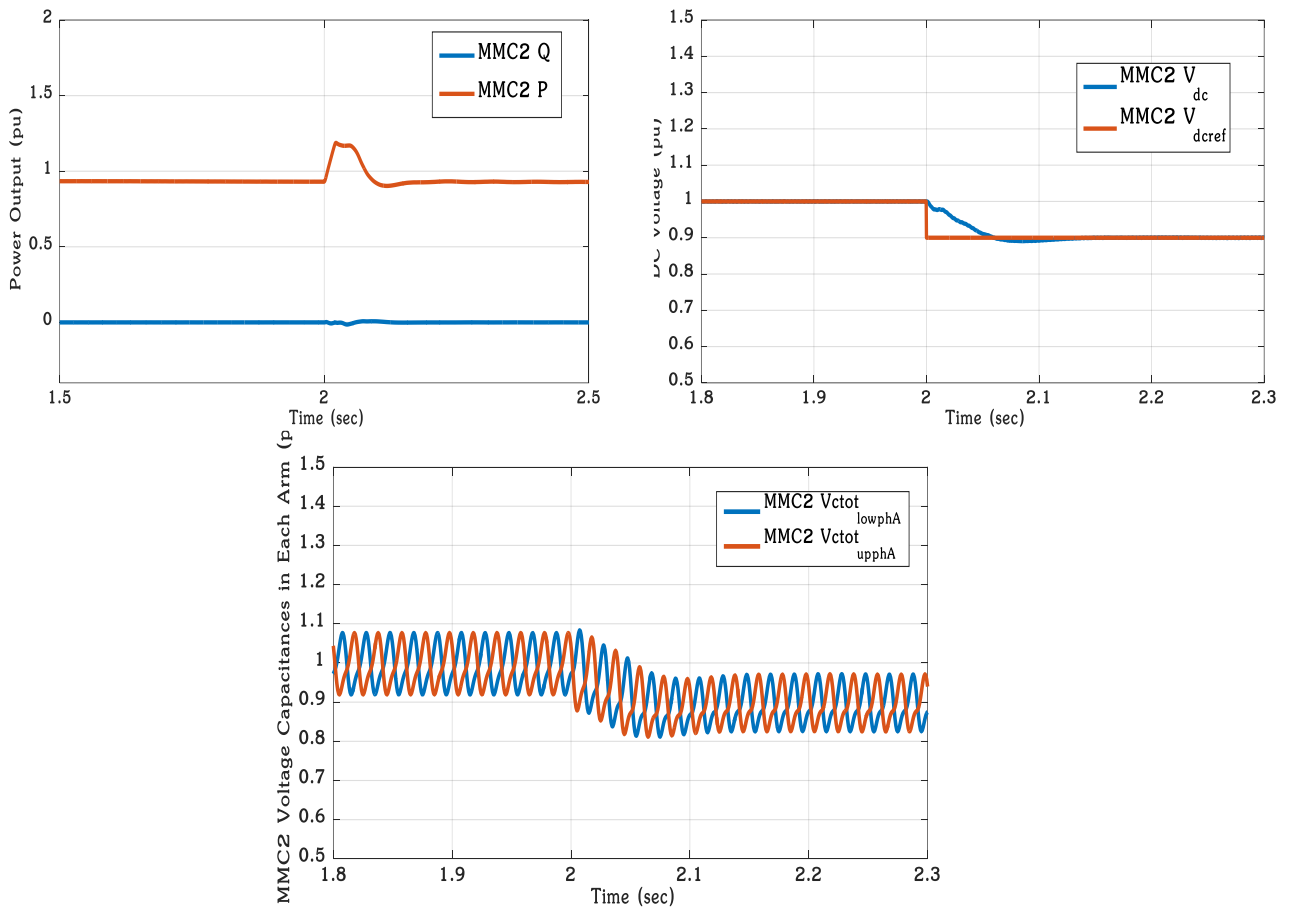 Power Output (pu)
2
1.5
1
0.5
0
MMC2 Q
MMC2 P
1.5
2
2.5
Time (sec)
DC Voltage (pu)
1.5
1.4
1.3
1.2
1.1
1
0.9
0.8
0.7
0.6
0.5
MMC2 V
dc
MMC2 V
dcref
1.8
1.9
2
2.1
2.2
2.3
Time (sec)
MMC2 Voltage Capacitances in Each Arm (p
1.5
1.4
1.3
1.2
1.1
1
0.9
0.8
0.7
0.6
0.5
MMC2 Vctot
lowphA
MMC2 Vctot
upphA
1.8
1.9
2
2.1
2.2
2.3
Time (sec)